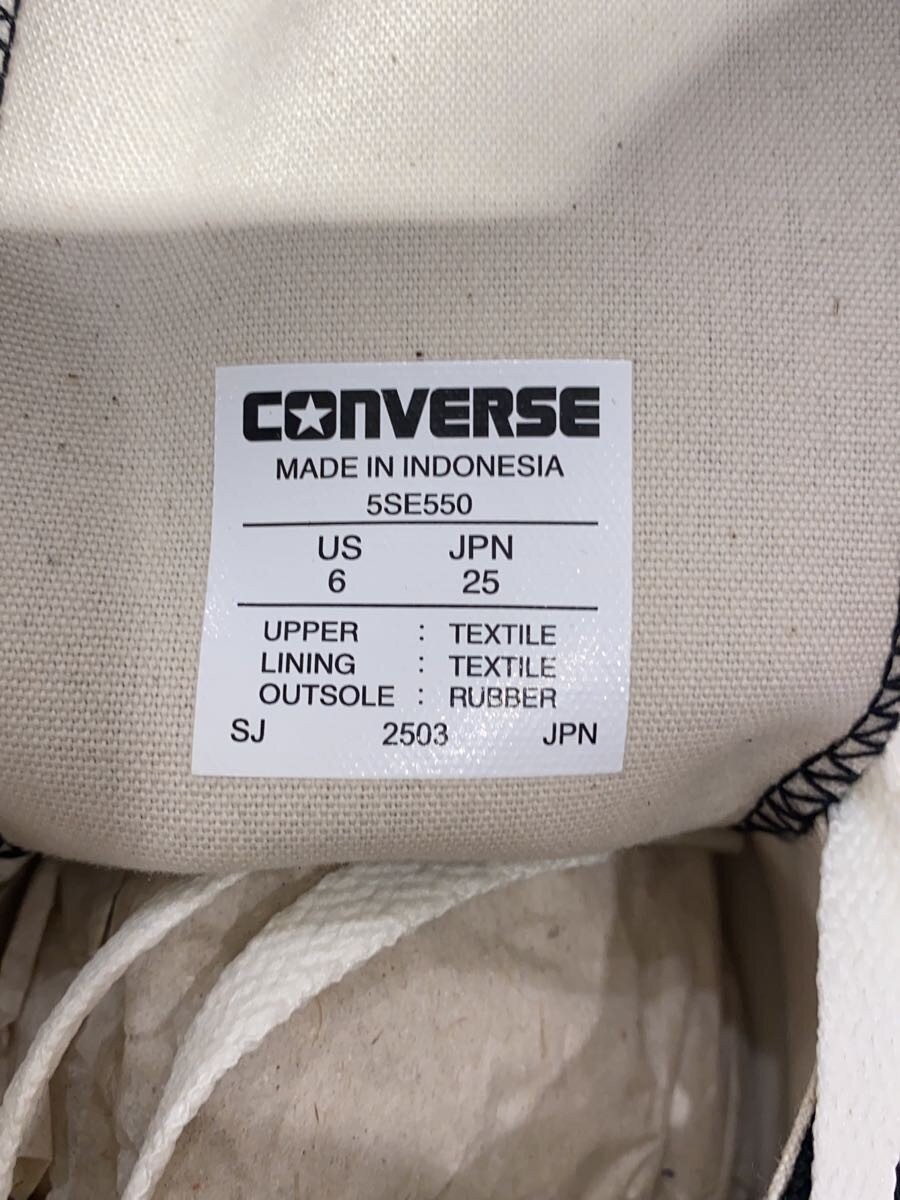 CONVERSE
MADE IN INDONESIA
5SE550
US JPN
6 25
UPPER : TEXTILE
LINING : TEXTILE
OUTSOLE : RUBBER
SJ 2503 JPN